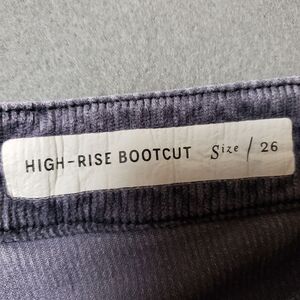 HIGH-RISE BOOTCUT Size / 26